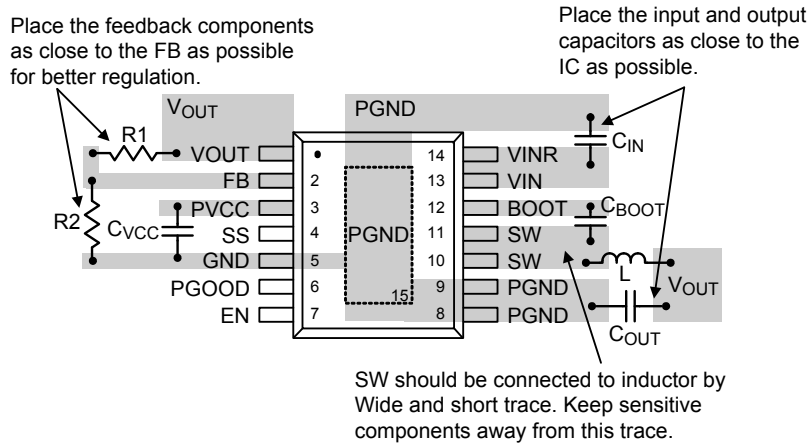 Place the feedback components
as close to the FB as possible
for better regulation.
Place the input and output
capacitors as close to the
IC as possible.
VOUT
PGND
R1
CIN
VOUT
14
VINR
FB
2
13
VIN
R2
CVCC
PVCC
3
12
BOOT
CBOOT
SS
4
PGND
11
SW
GND
5
10
SW
L
VOUT
PGOOD
6
15
9
PGND
EN
7
8
PGND
COUT
SW should be connected to inductor by
Wide and short trace. Keep sensitive
components away from this trace.